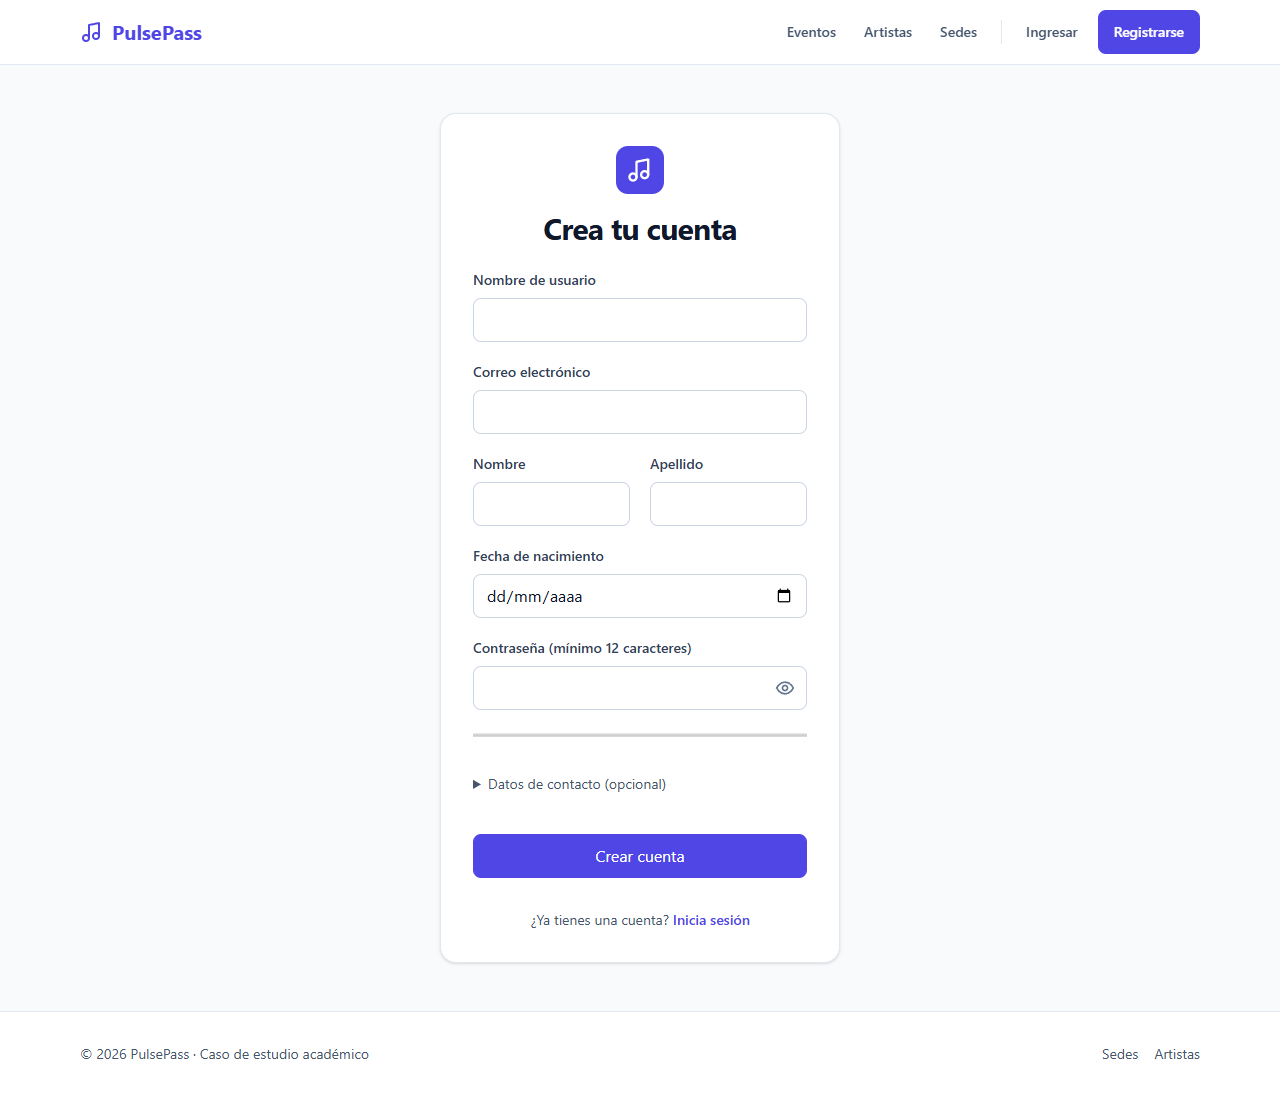 PulsePass
Eventos Artistas Sedes Ingresar Registrarse
Crea tu cuenta
Nombre de usuario
Correo electrónico
Nombre Apellido
Fecha de nacimiento
dd/mm/aaaa
Contraseña (mínimo 12 caracteres)
Datos de contacto (opcional)
Crear cuenta
¿Ya tienes una cuenta? Inicia sesión
© 2026 PulsePass · Caso de estudio académico
Sedes Artistas